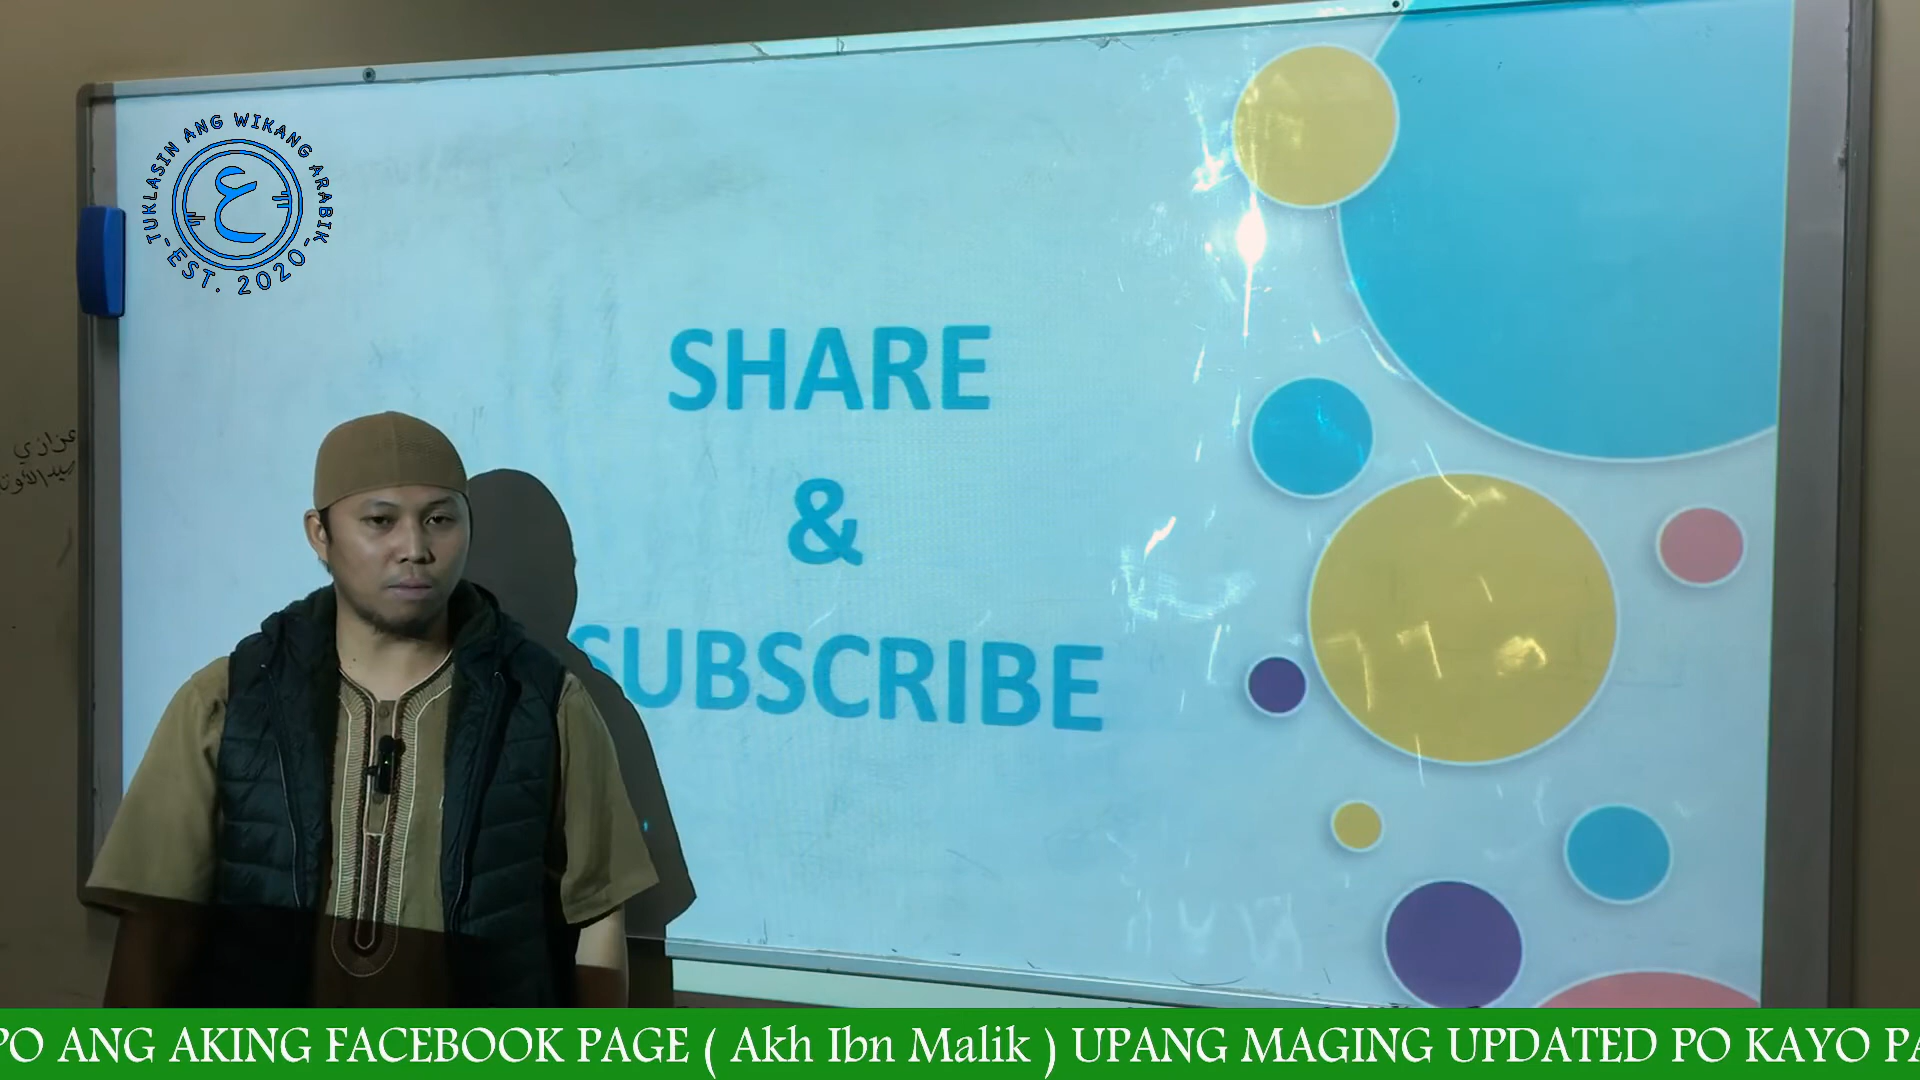 TUKLASIN ANG WIKANG ARABIK
ع
-EST. 2020-
SHARE
&
SUBSCRIBE
عزازي
PO ANG AKING FACEBOOK PAGE ( Akh Ibn Malik ) UPANG MAGING UPDATED PO KAYO PA